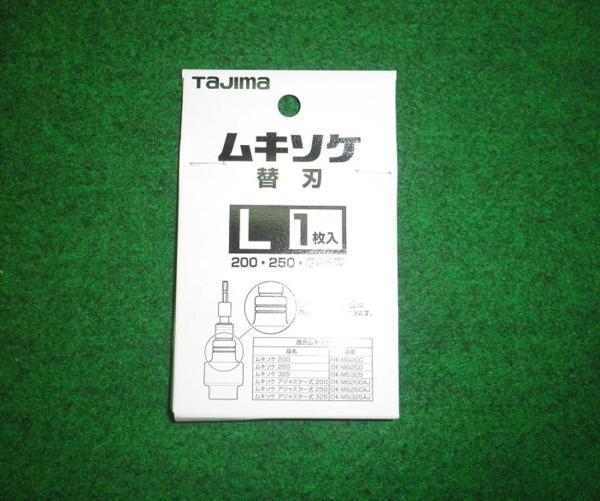 TaJIma
ムキソケ
替刃
L 1枚入
200・250・
適合ムキソケ
品名 品番
ムキソケ 200 DK-MS200
ムキソケ 250 DK-MS250
ムキソケ 325 DK-MS325
ムキソケ アジャスター式 200 DK-MS200AJ
ムキソケ アジャスター式 250 DK-MS250AJ
ムキソケ アジャスター式 325 DK-MS325AJ